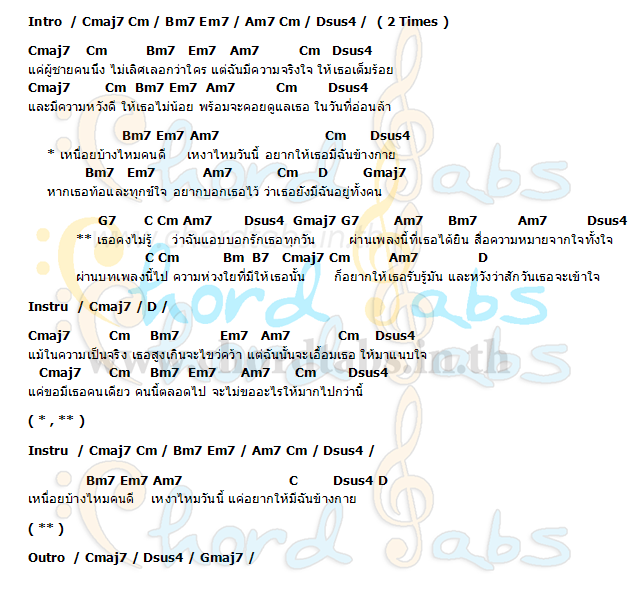 Intro / Cmaj7 Cm / Bm7 Em7 / Am7 Cm / Dsus4 / ( 2 Times )
Cmaj7 Cm Bm7 Em7 Am7 Cm Dsus4
แค่ผู้ชายคนนึง ไม่เลิศเลอกว่าใคร แต่ฉันมีความจริงใจ ให้เธอเต็มร้อย
Cmaj7 Cm Bm7 Em7 Am7 Cm Dsus4
และมีความหวังดี ให้เธอไม่น้อย พร้อมจะคอยดูแลเธอ ในวันที่อ่อนล้า
Bm7 Em7 Am7 Cm Dsus4
* เหนื่อยบ้างไหมคนดี เหงาไหมวันนี้ อยากให้เธอมีฉันข้างกาย
Bm7 Em7 Am7 Cm D Gmaj7
หากเธอท้อและทุกข์ใจ อยากบอกเธอไว้ ว่าเธอยังมีฉันอยู่ทั้งคน
G7 C Cm Am7 Dsus4 Gmaj7 G7 Am7 Bm7 Am7 Dsus4
** เธอคงไม่รู้ ว่าฉันแอบบอกรักเธอทุกวัน ผ่านเพลงนี้ที่เธอได้ยิน สื่อความหมายจากใจทั้งใจ
C Cm Bm B7 Cmaj7 Cm Am7 D
ผ่านบทเพลงนี้ไป ความห่วงใยที่มีให้เธอนั้น ก็อยากให้เธอรับรู้มัน และหวังว่าสักวันเธอจะเข้าใจ
Instru / Cmaj7 / D /
Cmaj7 Cm Bm7 Em7 Am7 Cm Dsus4
แม้ในความเป็นจริง เธอสูงเกินจะไขว่คว้า แต่ฉันนั้นจะเอื้อมเธอ ให้มาแนบใจ
Cmaj7 Cm Bm7 Em7 Am7 Cm Dsus4
แค่ขอมีเธอคนเดียว คนนี้ตลอดไป จะไม่ขออะไรให้มากไปกว่านี้
( * , ** )
Instru / Cmaj7 Cm / Bm7 Em7 / Am7 Cm / Dsus4 /
Bm7 Em7 Am7 C Dsus4 D
เหนื่อยบ้างไหมคนดี เหงาไหมวันนี้ แค่อยากให้มีฉันข้างกาย
( ** )
Outro / Cmaj7 / Dsus4 / Gmaj7 /
Chord Tabs
www.chordtabs.in.th